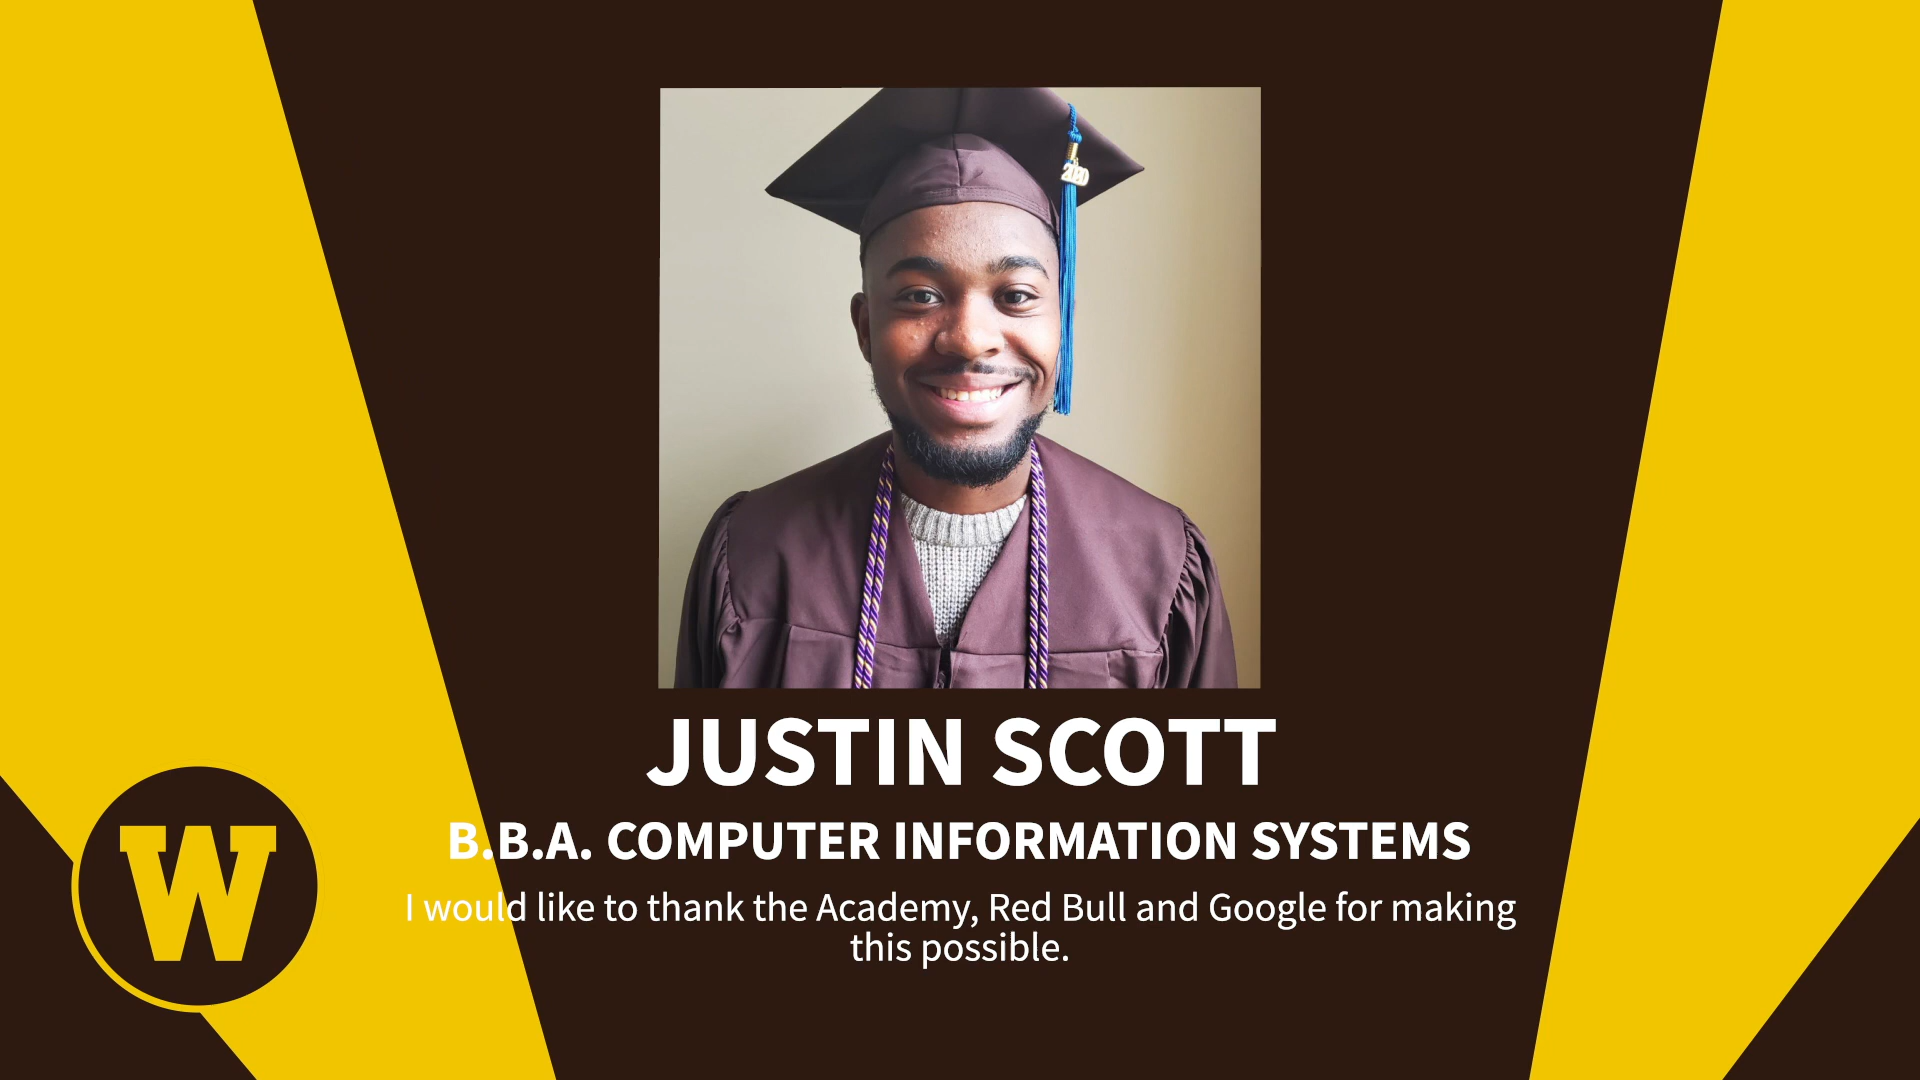 2020
JUSTIN SCOTT
B.B.A. COMPUTER INFORMATION SYSTEMS
I would like to thank the Academy, Red Bull and Google for making
this possible.
W